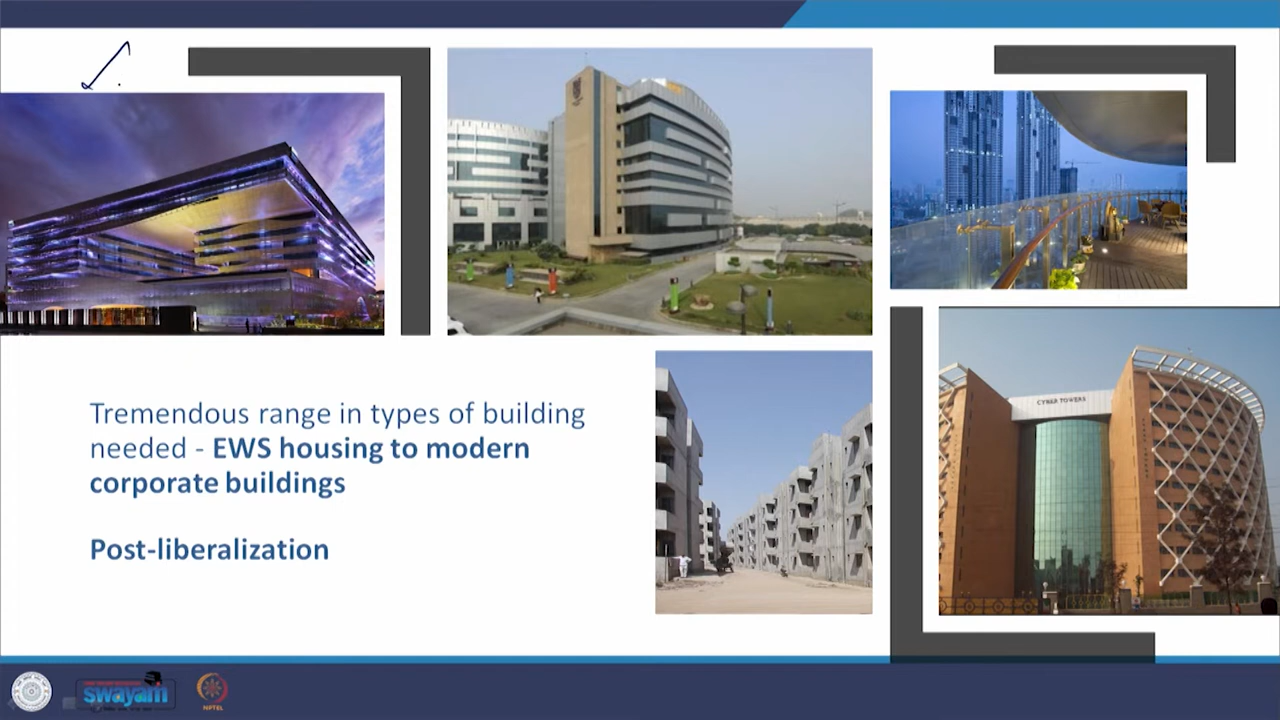 CYBER TOWERS
Tremendous range in types of building
needed - EWS housing to modern
corporate buildings
Post-liberalization
swayam
NPTEL